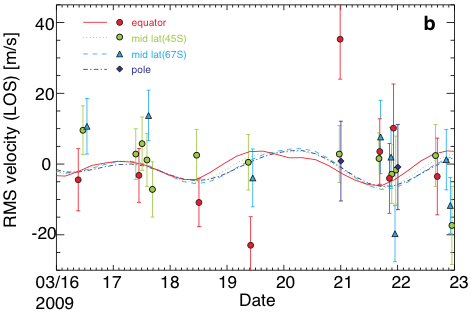 b
equator
mid lat(45S)
mid lat(67S)
pole
RMS velocity (LOS) [m/s]
40
20
0
-20
03/16 17 18 19 20 21 22 23
2009
Date